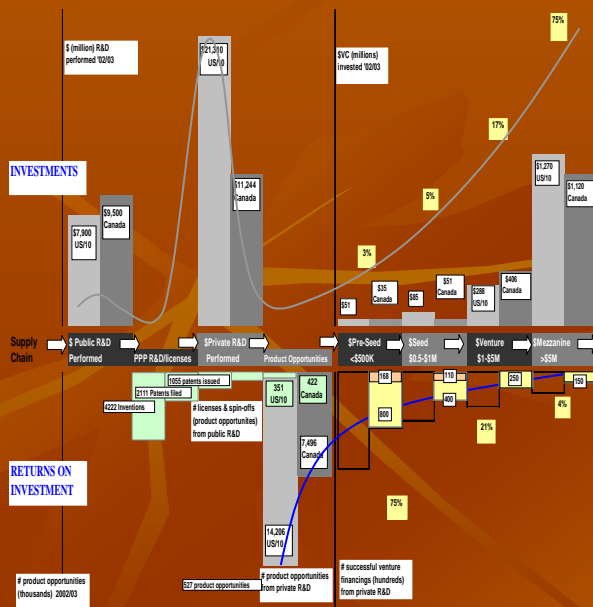 75%
$ (million) R&D
performed '02/03
$21,310
US/10
$VC (millions)
invested '02/03
17%
INVESTMENTS
$1,270
US/10
$11,244
Canada
$1,120
Canada
5%
$9,500
Canada
$7,900
US/10
3%
$35
Canada
$51
Canada
$406
Canada
$51
$85
$286
US/10
Supply
Chain
$ Public R&D
Performed
PPP R&D/licenses
$Private R&D
Performed
Product Opportunities
$Pre-Seed
<$500K
$Seed
$0.5-$1M
$Venture
$1-$5M
$Mezzanine
>$5M
1055 patents issued
2111 Patents filed
4222 Inventions
# licenses & spin-offs
(product opportunites)
from public R&D
351
US/10
422
Canada
168
800
110
400
250
150
4%
21%
7,496
Canada
RETURNS ON
INVESTMENT
75%
14,206
US/10
# product opportunities
(thousands) 2002/03
527 product opportunities
# product opportunities
from private R&D
# successful venture
financings (hundreds)
from private R&D